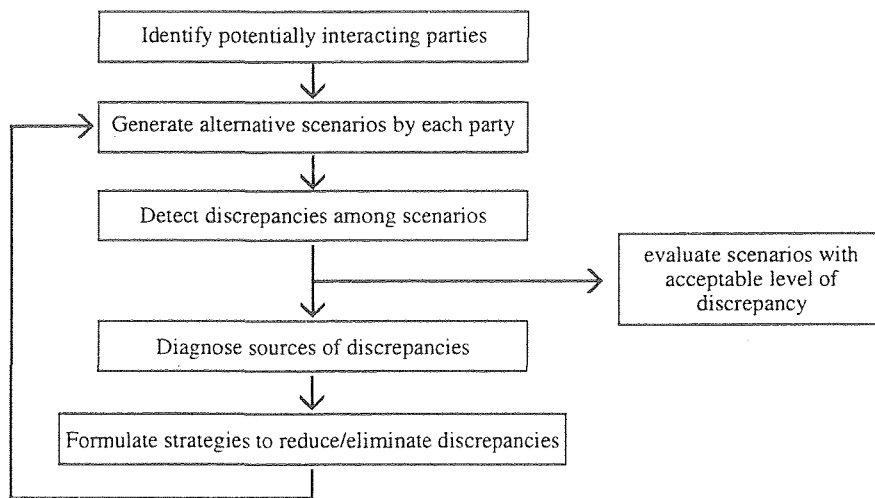 Identify potentially interacting parties
Generate alternative scenarios by each party
Detect discrepancies among scenarios
evaluate scenarios with
acceptable level of
discrepancy
Diagnose sources of discrepancies
Formulate strategies to reduce/eliminate discrepancies